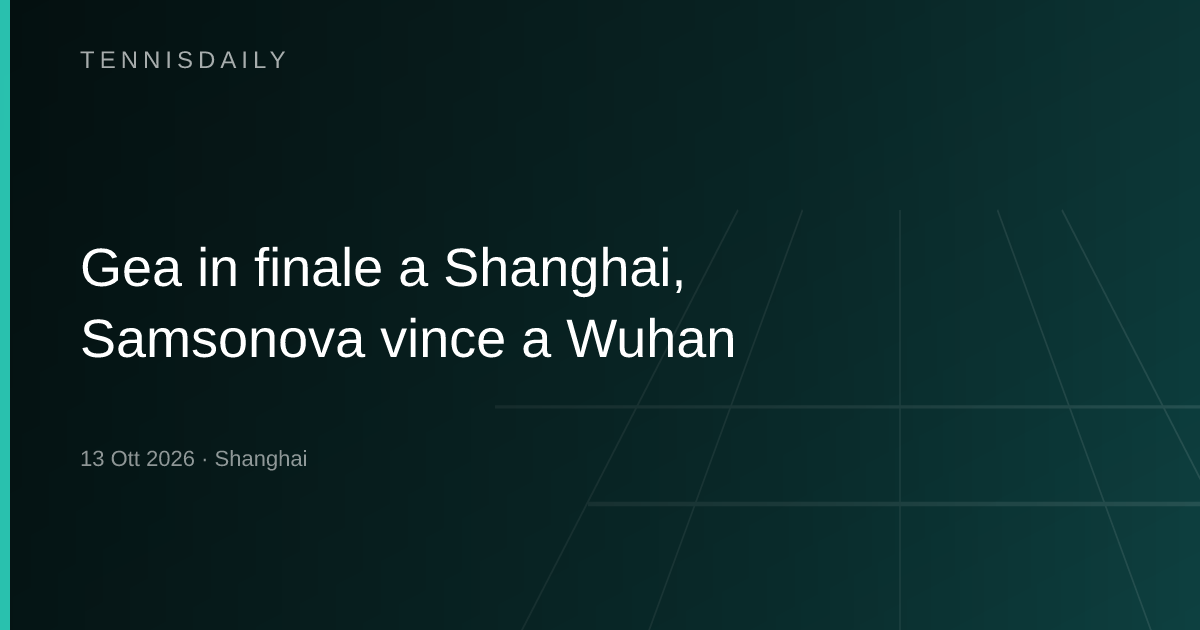 TENNISDAILY
Gea in finale a Shanghai,
Samsonova vince a Wuhan
13 Ott 2026 · Shanghai